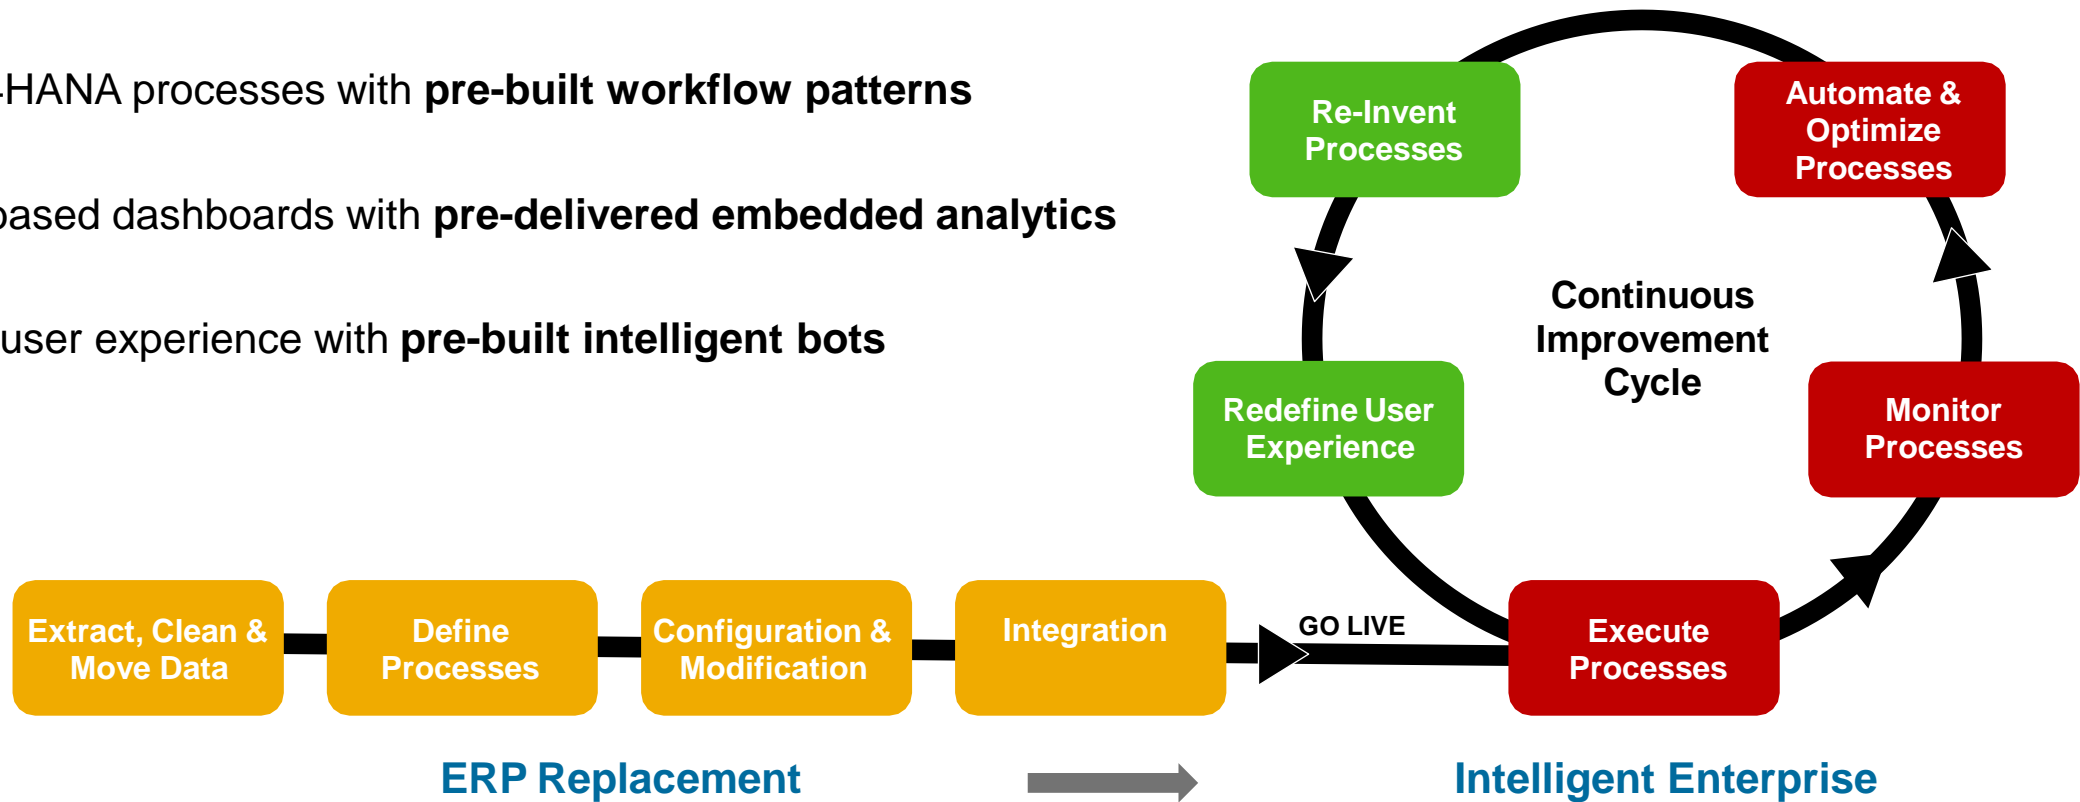 -HANA processes with pre-built workflow patterns
based dashboards with pre-delivered embedded analytics
user experience with pre-built intelligent bots
Re-Invent
Processes
Automate &
Optimize
Processes
Continuous
Improvement
Cycle
Redefine User
Experience
Monitor
Processes
Extract, Clean &
Move Data
Define
Processes
Configuration &
Modification
Integration
GO LIVE
Execute
Processes
ERP Replacement
Intelligent Enterprise